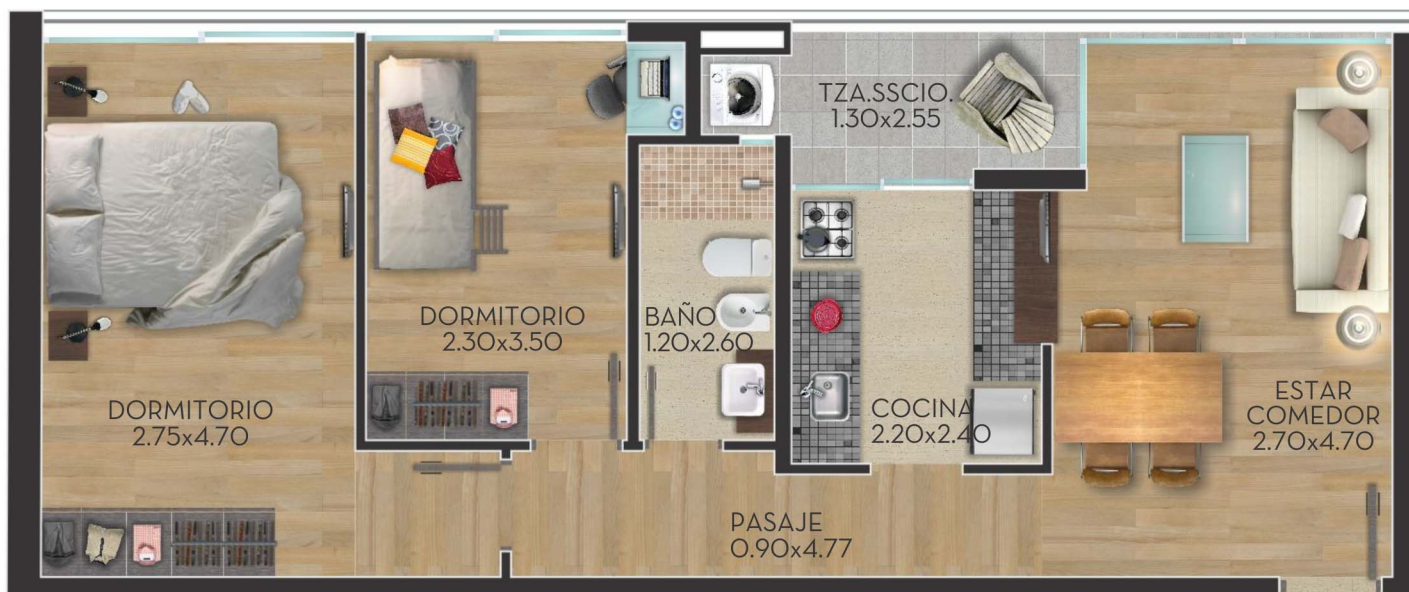 TZA.SSCIO.
1.30x2.55
DORMITORIO
2.30x3.50
BAÑO
1.20x2.60
DORMITORIO
2.75x4.70
COCINA
2.20x2.40
ESTAR
COMEDOR
2.70x4.70
PASAJE
0.90x4.77